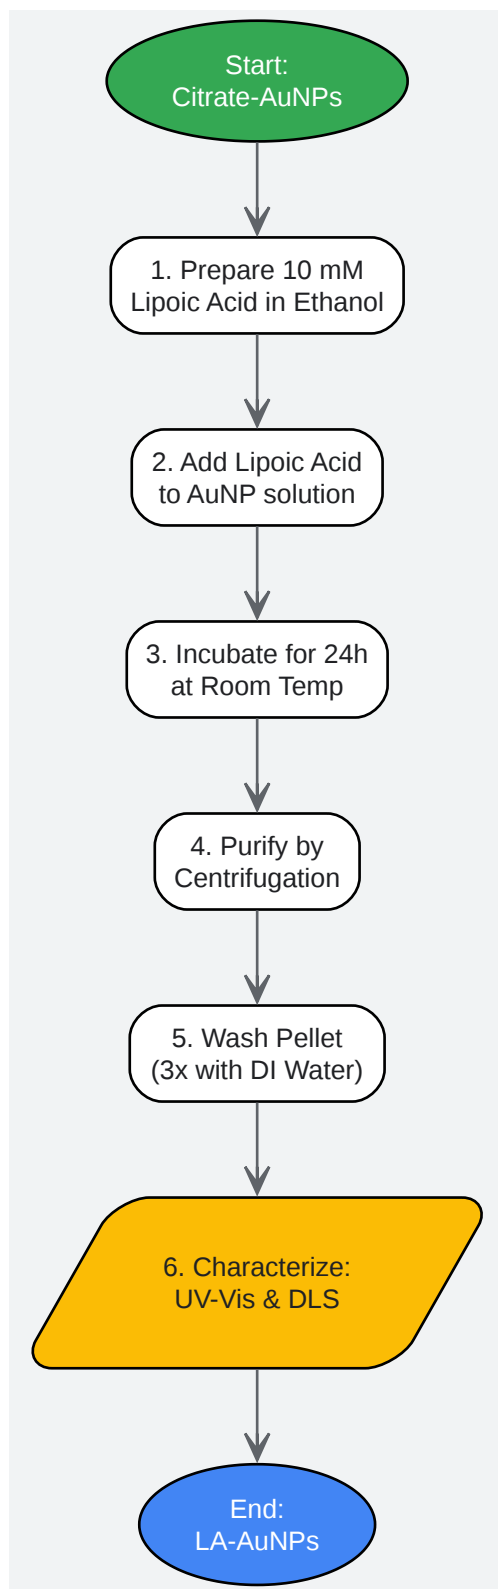 Start:
Citrate-AuNPs
1. Prepare 10 mM
Lipoic Acid in Ethanol
2. Add Lipoic Acid
to AuNP solution
3. Incubate for 24h
at Room Temp
4. Purify by
Centrifugation
5. Wash Pellet
(3x with DI Water)
6. Characterize:
UV-Vis & DLS
End:
LA-AuNPs